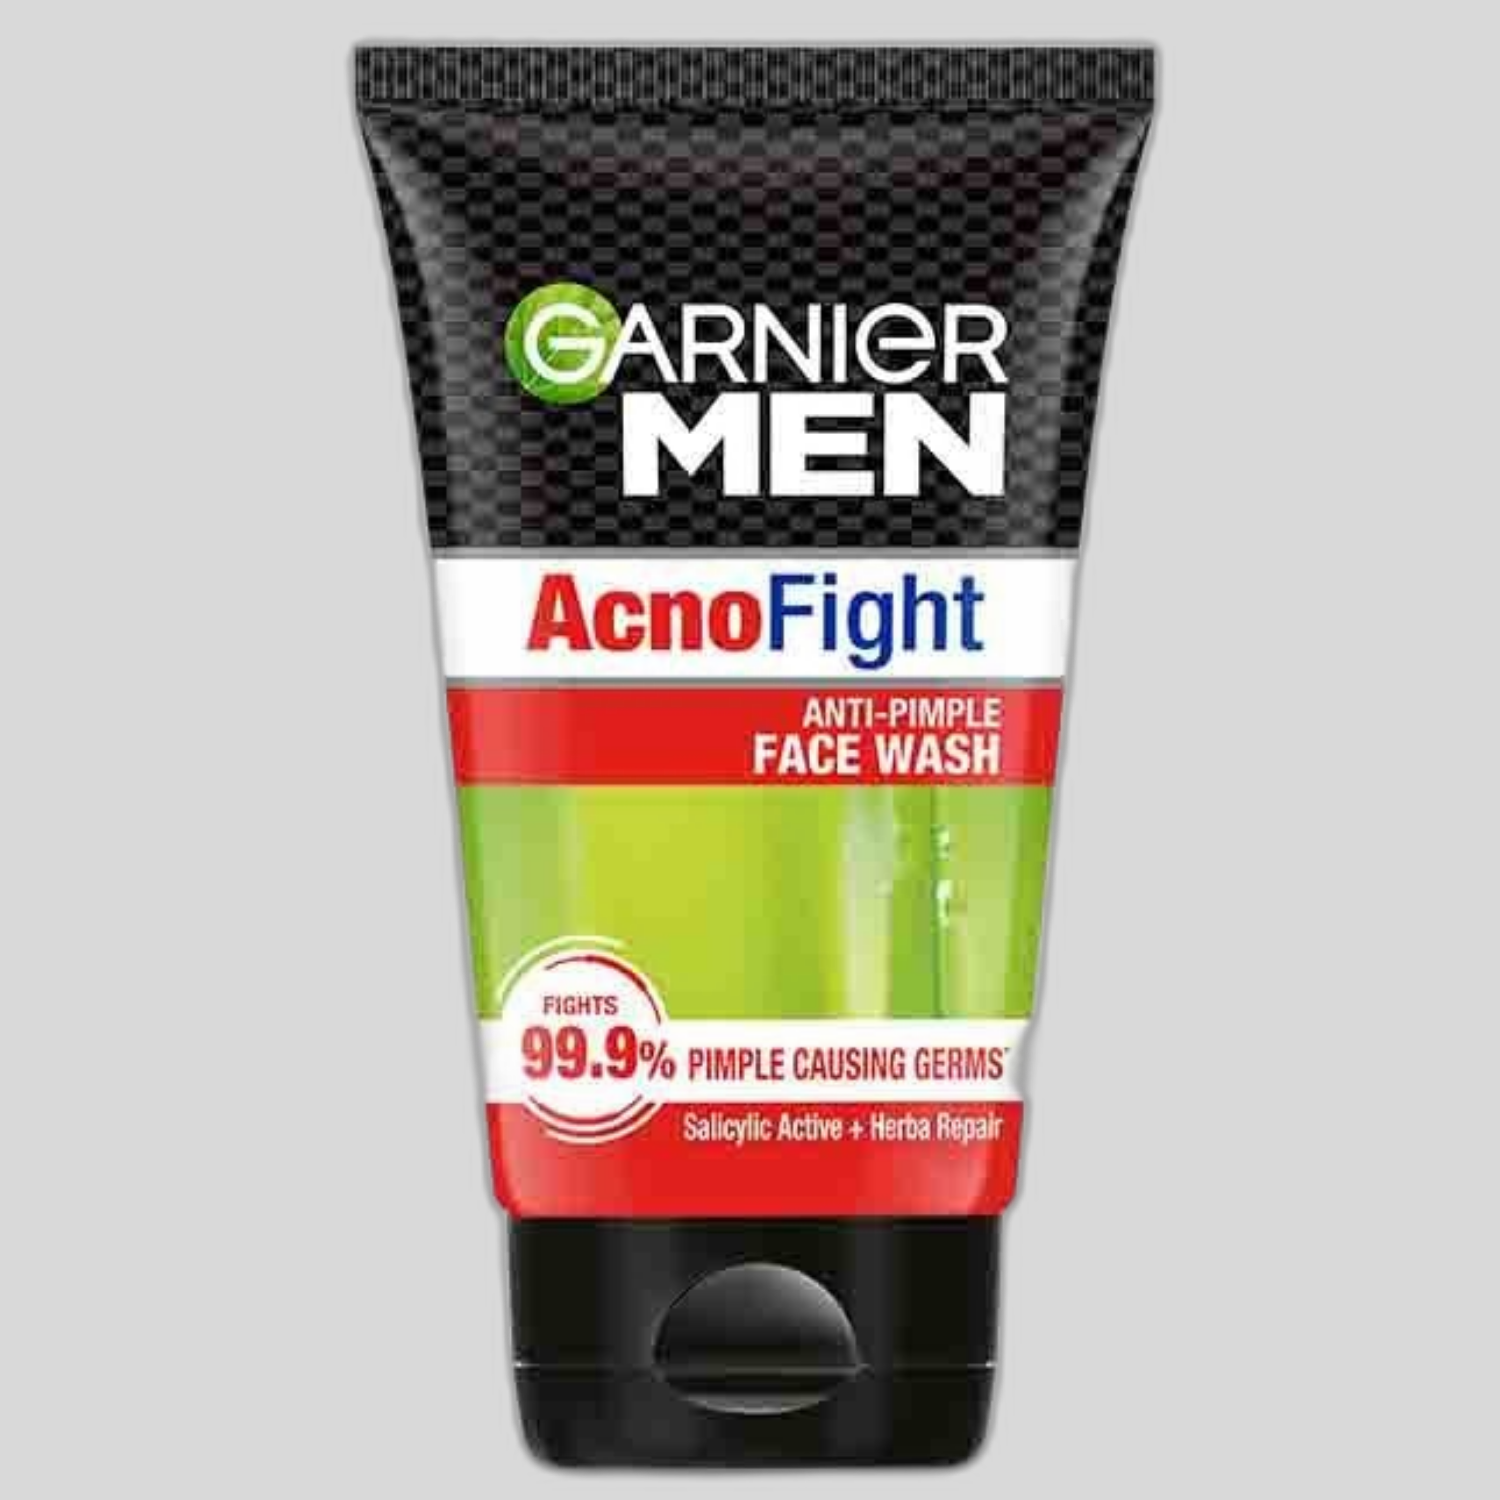 GARNIER
MEN
AcnoFight
ANTI-PIMPLE
FACE WASH
FIGHTS
99.9% PIMPLE CAUSING GERMS
Salicylic Active + Herba Repair